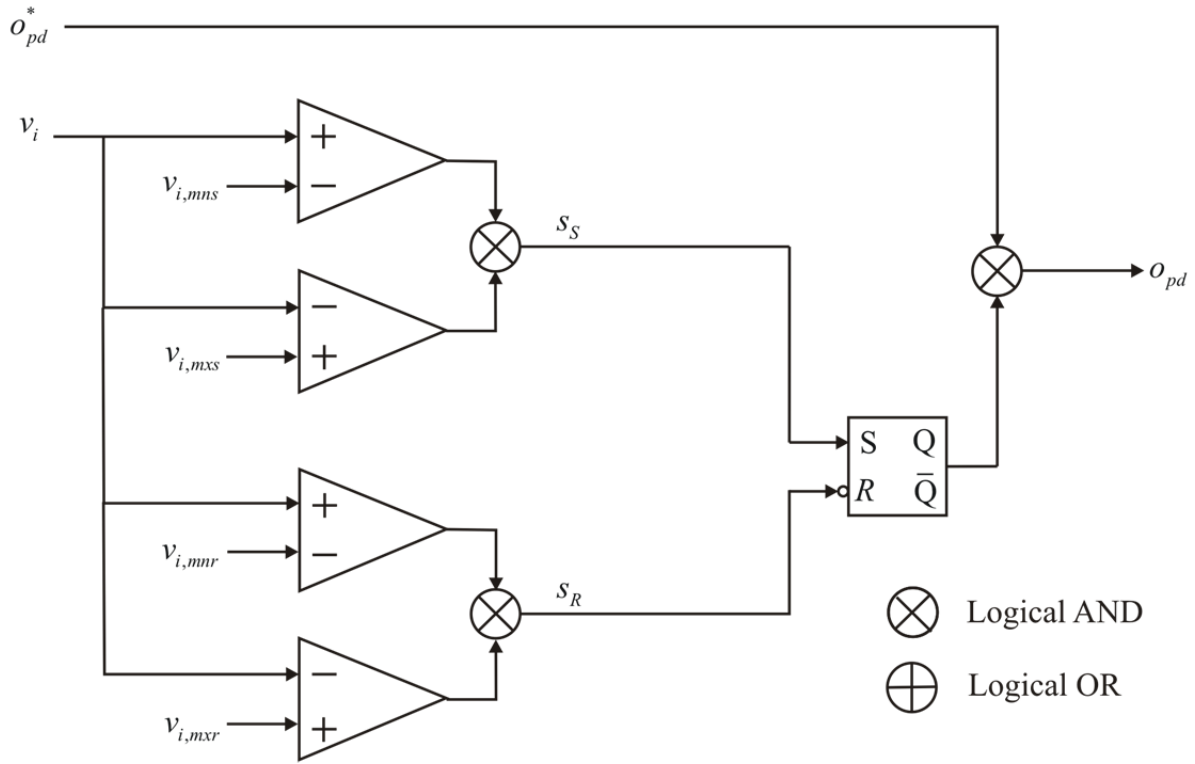 o*pd
vi
+
vi,mns −
sS
opd
−
vi,mxs +
S Q
R Q̄
+
vi,mnr −
sR
Logical AND
−
Logical OR
vi,mxr +